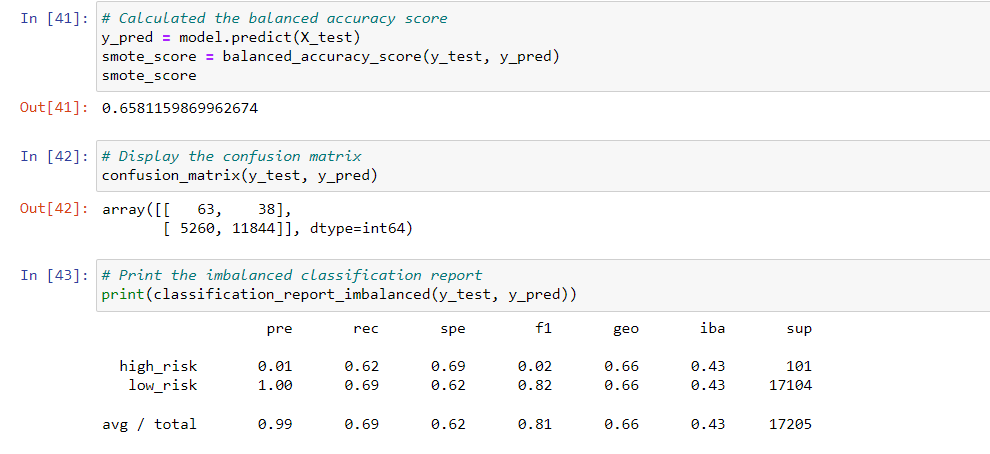 In [41]: # Calculated the balanced accuracy score
y_pred = model.predict(X_test)
smote_score = balanced_accuracy_score(y_test, y_pred)
smote_score
Out[41]: 0.6581159869962674
In [42]: # Display the confusion matrix
confusion_matrix(y_test, y_pred)
Out[42]: array([[   63,    38],
       [ 5260, 11844]], dtype=int64)
In [43]: # Print the imbalanced classification report
print(classification_report_imbalanced(y_test, y_pred))
pre rec spe f1 geo iba sup
high_risk 0.01 0.62 0.69 0.02 0.66 0.43 101
low_risk 1.00 0.69 0.62 0.82 0.66 0.43 17104
avg / total 0.99 0.69 0.62 0.81 0.66 0.43 17205